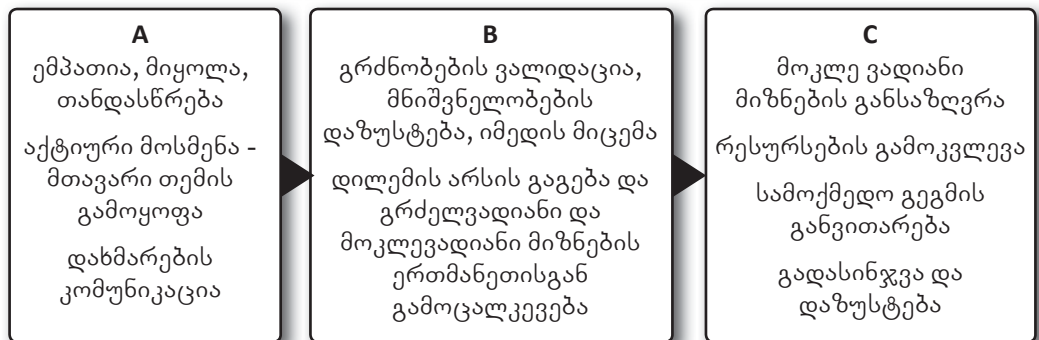 A
ემპათია, მიყოლა,
თანდასწრება
აქტიური მოსმენა -
მთავარი თემის
გამოყოფა
დახმარების
კომუნიკაცია
B
გრძნობების ვალიდაცია,
მნიშვნელობების
დაზუსტება, იმედის მიცემა
დილემის არსის გაგება და
გრძელვადიანი და
მოკლევადიანი მიზნების
ერთმანეთისგან
გამოცალკევება
C
მოკლე ვადიანი
მიზნების განსაზღვრა
რესურსების გამოკვლევა
სამოქმედო გეგმის
განვითარება
გადასინჯვა და
დაზუსტება